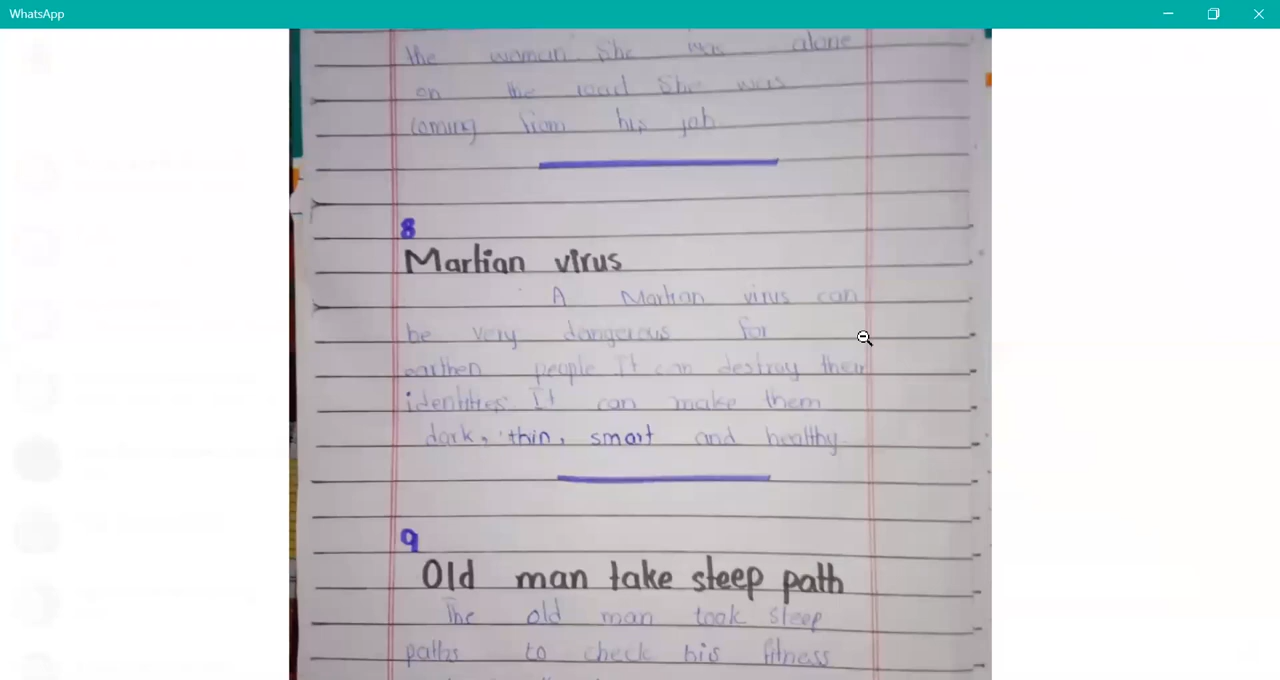 WhatsApp
the woman. She was alone
on the road She was
coming from his job
8
Martian virus
A Martian virus can
be very dangerous for
earthen people It can destroy their
identities. It can make them
dark, thin, smart and healthy.
9
Old man take steep path
The old man took steep
paths to check his fitness